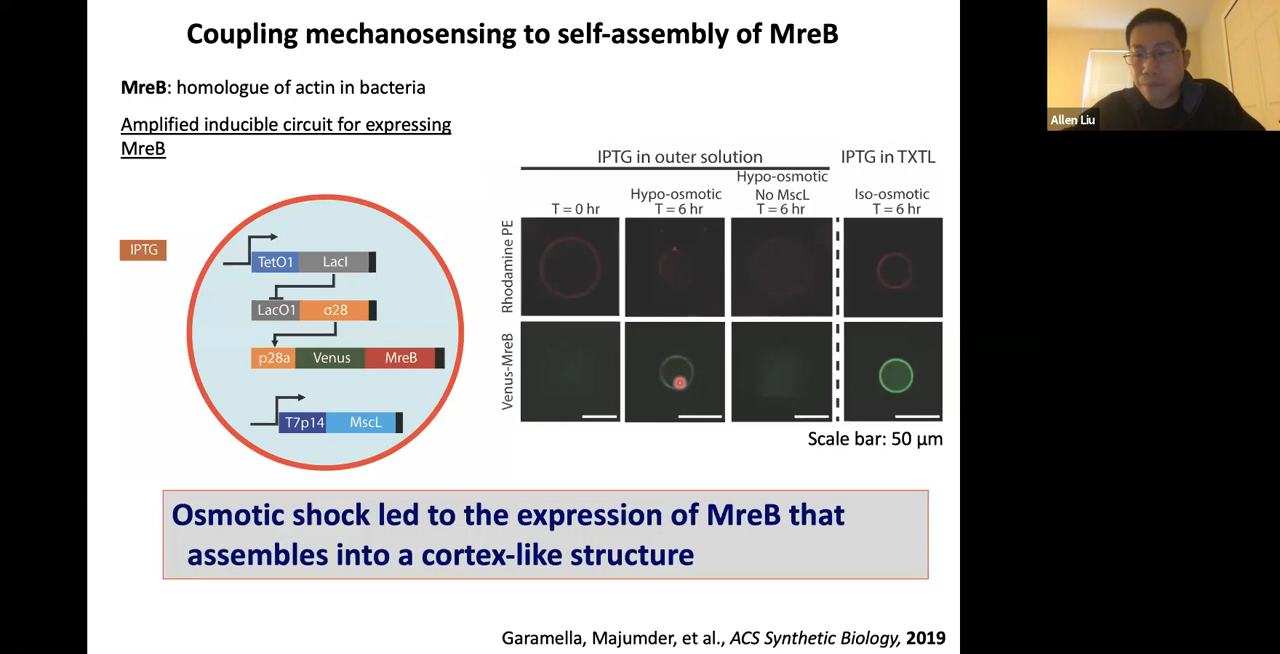 Coupling mechanosensing to self-assembly of MreB
Allen Liu
MreB: homologue of actin in bacteria
Amplified inducible circuit for expressing
MreB
IPTG in outer solution
IPTG in TXTL
Hypo-osmotic
T = 0 hr
Hypo-osmotic
T = 6 hr
No MscL
T = 6 hr
Iso-osmotic
T = 6 hr
Rhodamine PE
Venus-MreB
IPTG
TetO1
LacI
LacO1
σ28
p28a
Venus
MreB
T7p14
MscL
Scale bar: 50 µm
Osmotic shock led to the expression of MreB that
assembles into a cortex-like structure
Garamella, Majumder, et al., ACS Synthetic Biology, 2019